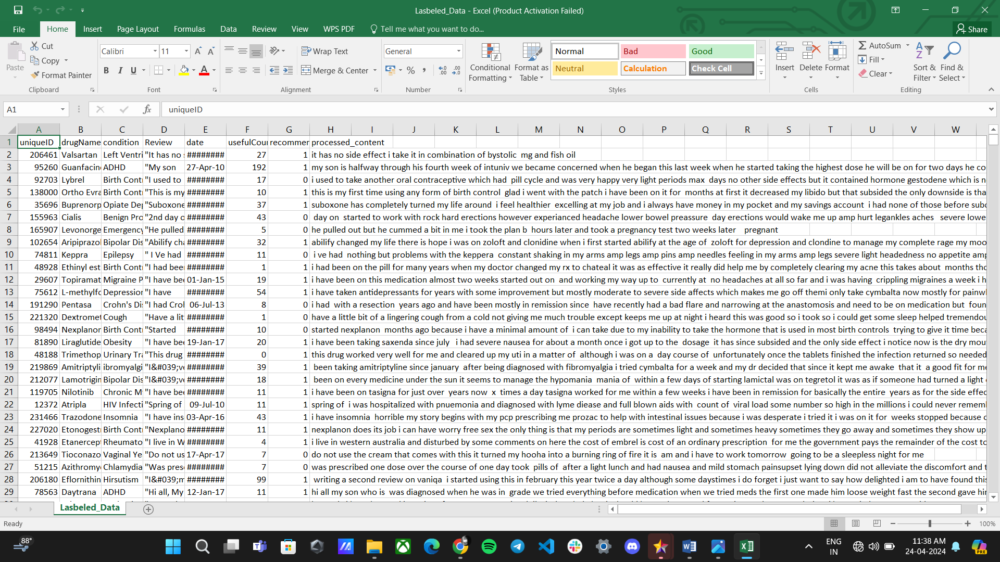 Lasbeled_Data - Excel (Product Activation Failed)
File Home Insert Page Layout Formulas Data Review View WPS PDF Tell me what you want to do... Share
Paste Cut Copy Format Painter Clipboard
Calibri 11 B I U A Font
Wrap Text Merge & Center Alignment
General % , .00 Number
Conditional Formatting Format as Table
Normal Bad Good
Neutral Calculation Check Cell
Styles
Insert Delete Format Cells
AutoSum Fill Clear Sort & Filter Find & Select Editing
A1 fx uniqueID
A B C D E F G H I J K L M N O P Q R S T U V W
1 uniqueID drugName condition Review date usefulCou recommer processed_content
2 206461 Valsartan Left Ventri "It has no ######## 27 1 it has no side effect i take it in combination of bystolic mg and fish oil
3 95260 Guanfacin ADHD "My son 27-Apr-10 192 1 my son is halfway through his fourth week of intuniv we became concerned when he began this last week when he started taking the highest dose he will be on for two days he co
4 92703 Lybrel Birth Cont "I used to ######## 17 0 i used to take another oral contraceptive which had pill cycle and was very happy very light periods max days no other side effects but it contained hormone gestodene which is n
5 138000 Ortho Evra Birth Cont "This is my ######## 10 1 this is my first time using any form of birth control glad i went with the patch i have been on it for months at first it decreased my libido but that subsided the only downside is tha
6 35696 Buprenorp Opiate De "Suboxone ######## 37 1 suboxone has completely turned my life around i feel healthier excelling at my job and i always have money in my pocket and my savings account i had none of those before subo
7 155963 Cialis Benign Pro "2nd day o ######## 43 0 day on started to work with rock hard erections however experianced headache lower bowel preassure day erections would wake me up amp hurt legankles aches severe lowe
8 165907 Levonorge Emergency "He pulled ######## 5 0 he pulled out but he cummed a bit in me i took the plan b hours later and took a pregnancy test two weeks later pregnant
9 102654 Aripiprazo Bipolar Dis "Abilify cha ######## 32 1 abilify changed my life there is hope i was on zoloft and clonidine when i first started abilify at the age of zoloft for depression and clondine to manage my complete rage my moo
10 74811 Keppra Epilepsy " I Ve had ######## 11 0 i ve had nothing but problems with the keppera constant shaking in my arms amp legs amp pins amp needles feeling in my arms amp legs severe light headedness no appetite amp
11 48928 Ethinyl est Birth Cont "I had bee ######## 1 1 i had been on the pill for many years when my doctor changed my rx to chateal it was as effective it really did help me by completely clearing my acne this takes about months tho
12 29607 Topiramat Migraine P "I have bee 01-Jan-15 19 1 i have been on this medication almost two weeks started out on and working my way up to currently at no headaches at all so far and i was having crippling migraines a week i h
13 75612 L-methylfo Depression "I have ######## 54 1 i have taken antidepressants for years with some improvement but mostly moderate to severe side affects which makes me go off themi only take cymbalta now mostly for painwh
14 191290 Pentasa Crohn's Dis "I had Croh 06-Jul-13 8 0 i had with a resection years ago and have been mostly in remission since have recently had a bad flare and narrowing at the anastomosis and need to be on medication but foun
15 221320 Dextromet Cough "Have a lit ######## 1 0 have a little bit of a lingering cough from a cold not giving me much trouble except keeps me up at night i heard this was good so i took so i could get some sleep helped tremendou
16 98494 Nexplanon Birth Cont "Started ######## 10 0 started nexplanon months ago because i have a minimal amount of i can take due to my inability to take the hormone that is used in most birth controls trying to give it time beca
17 81890 Liraglutide Obesity "I have bee 19-Jan-17 20 1 i have been taking saxenda since july i had severe nausea for about a month once i got up to the dosage it has since subsided and the only side effect i notice now is the dry mou
18 48188 Trimethop Urinary Tra "This drug ######## 0 1 this drug worked very well for me and cleared up my uti in a matter of although i was on a day course of unfortunately once the tablets finished the infection returned so needed
19 219869 Amitriptyli ibromyalgi "I&#039;ve ######## 39 1 been taking amitriptyline since january after being diagnosed with fibromyalgia i tried cymbalta for a week and my dr decided that since it kept me awake that it a good fit for me
20 212077 Lamotrigin Bipolar Dis "I&#039;ve ######## 18 1 been on every medicine under the sun it seems to manage the hypomania mania of within a few days of starting lamictal was on tegretol it was as if someone had turned a light
21 119705 Nilotinib Chronic M "I have bee ######## 11 1 i have been on tasigna for just over years now x times a day tasigna worked for me within a few weeks i have been in remission for basically the entire years as for the side effec
22 12372 Atripla HIV Infecti "Spring of 09-Jul-10 11 1 spring of i was hospitalized with pnuemonia and diagnosed with lyme diease and full blown aids with count of viral load some number so high in the millions i could never remem
23 231466 Trazodone Insomnia "I have ins 03-Apr-16 43 1 i have insomnia horrible my story begins with my pcp prescribing me prozac to help with intestinal issues because i was desperate i tried it i was on it for weeks stopped because o
24 227020 Etonogest Birth Cont "Nexplano ######## 11 1 nexplanon does its job i can have worry free sex the only thing is that my periods are sometimes light and sometimes heavy sometimes they go away and sometimes they show up
25 41928 Etanercep Rheumato "I live in W ######## 4 1 i live in western australia and disturbed by some comments on here the cost of embrel is cost of an ordinary prescription for me the government pays the remainder of the cost to
26 213649 Tioconazo Vaginal Ye "Do not us 17-Apr-17 7 0 do not use the cream that comes with this it turned my hooha into a burning ring of fire it is am and i have to work tomorrow going to be a sleepless night for me
27 51215 Azithromy Chlamydia "Was pres ######## 7 0 was prescribed one dose over the course of one day took pills of after a light lunch and had nausea and mild stomach painsupset lying down did not alleviate the discomfort and t
28 206180 Eflornithin Hirsutism "I&#039;m ######## 99 1 writing a second review on vaniqa i started using this in february this year twice a day although some daystimes i do forget i just want to say how delighted i am to have found this
29 78563 Daytrana ADHD "Hi all, My 12-Jan-17 11 1 hi all my son who is was diagnosed when he was in grade we tried everything before medication when we tried meds the first one made him loose weight fast the second gave hir
Lasbeled_Data
Ready 100%
88° ENG IN 11:38 AM 24-04-2024 PRE